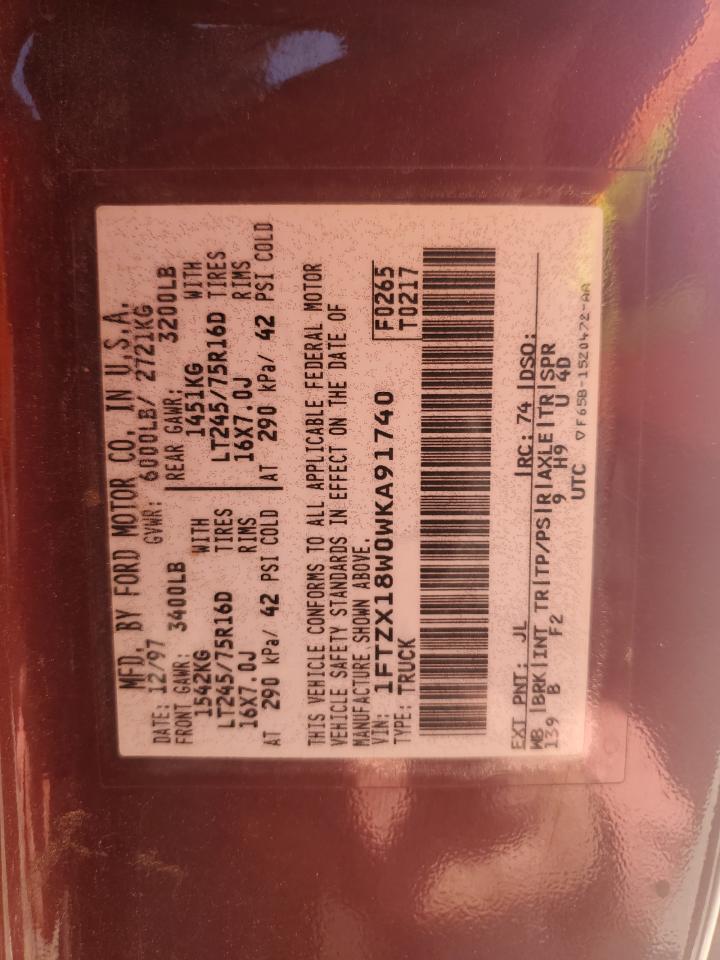 MFD. BY FORD MOTOR CO. IN U.S.A.
DATE: 12/97 GVWR: 6000LB/ 2721KG
FRONT GAWR: 3400LB REAR GAWR: 3200LB
1542KG WITH 1451KG WITH
LT245/75R16D TIRES LT245/75R16D TIRES
16X7.0J RIMS 16X7.0J RIMS
AT 290 kPa/ 42 PSI COLD AT 290 kPa/ 42 PSI COLD
THIS VEHICLE CONFORMS TO ALL APPLICABLE FEDERAL MOTOR
VEHICLE SAFETY STANDARDS IN EFFECT ON THE DATE OF
MANUFACTURE SHOWN ABOVE.
VIN: 1FTZX18W0WKA91740 F0265
TYPE: TRUCK T0217
EXT PNT: JL RC: 74 DSO:
WB BRK INT TR TP/PS R AXLE TR SPR
139 B F2 9 H9 U 4D
UTC ▽F65B-1520472-AA